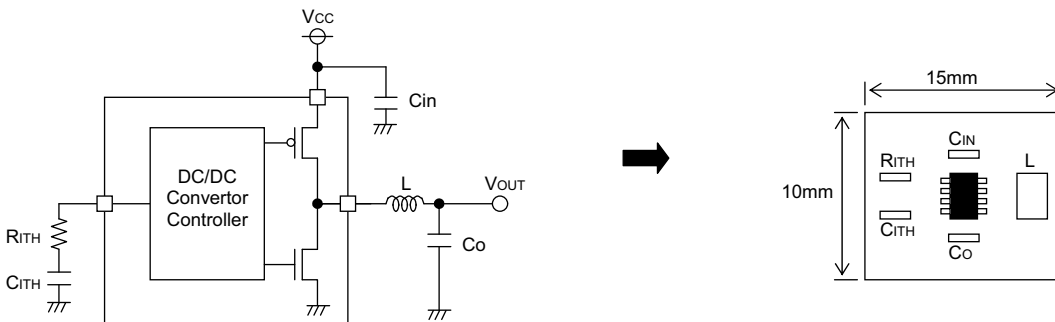 VCC
Cin
DC/DC
Convertor
Controller
L
VOUT
RITH
CITH
Co
15mm
10mm
CIN
RITH
L
CITH
CO